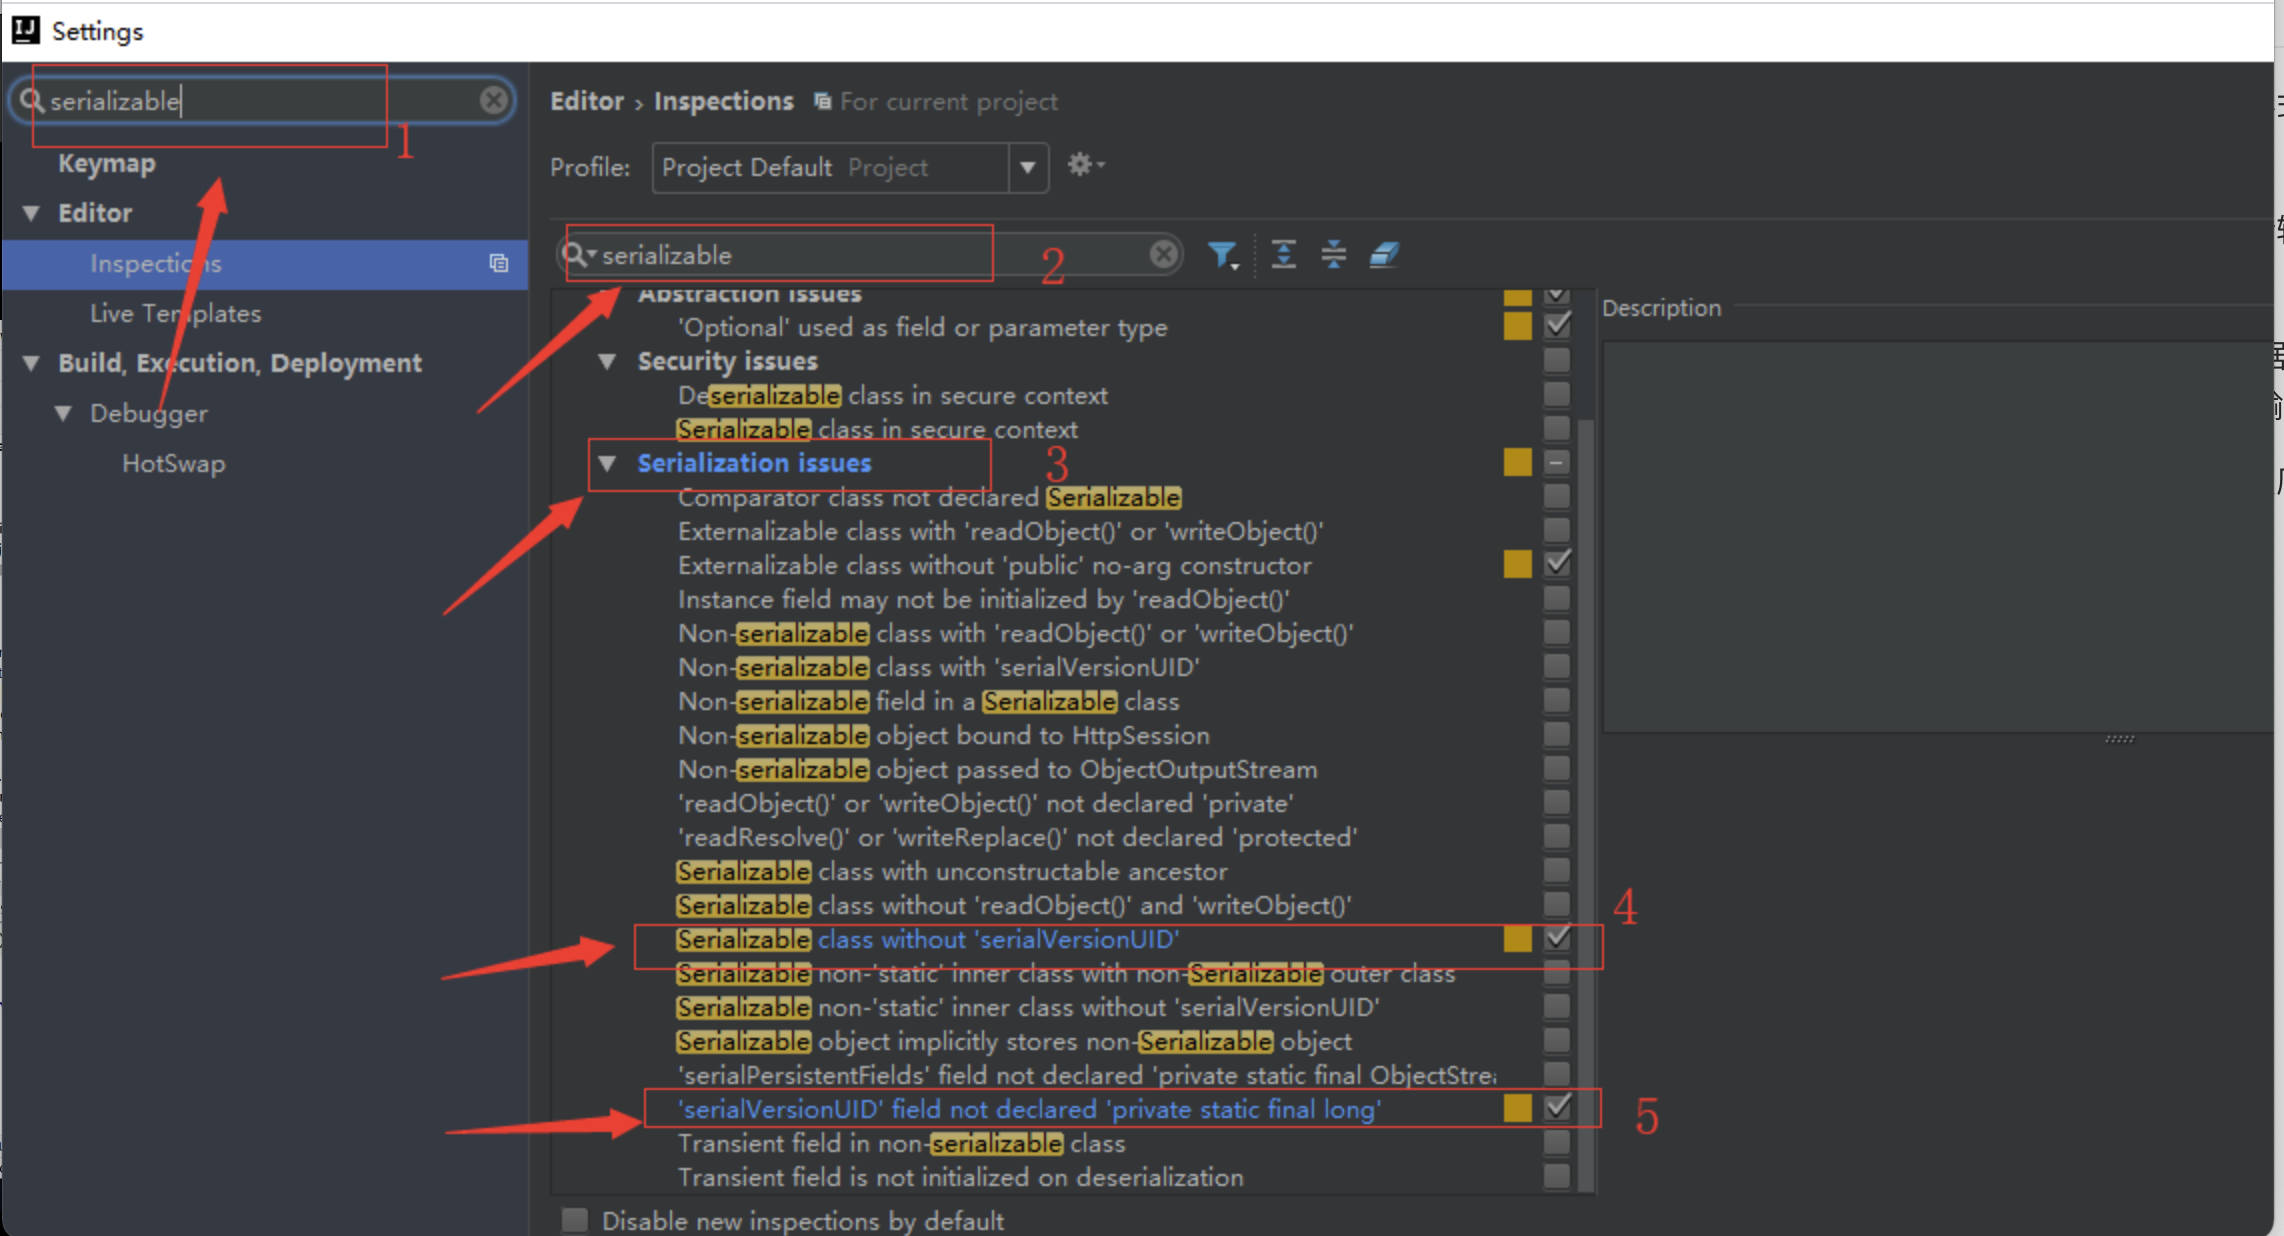 Settings
serializable
1
Keymap
Editor
Inspections
Live Templates
Build, Execution, Deployment
Debugger
HotSwap
Editor › Inspections For current project
Profile: Project Default Project
serializable
2
Abstraction issues
Description
'Optional' used as field or parameter type
Security issues
Deserializable class in secure context
Serializable class in secure context
Serialization issues
3
Comparator class not declared Serializable
Externalizable class with 'readObject()' or 'writeObject()'
Externalizable class without 'public' no-arg constructor
Instance field may not be initialized by 'readObject()'
Non-serializable class with 'readObject()' or 'writeObject()'
Non-serializable class with 'serialVersionUID'
Non-serializable field in a Serializable class
Non-serializable object bound to HttpSession
Non-serializable object passed to ObjectOutputStream
'readObject()' or 'writeObject()' not declared 'private'
'readResolve()' or 'writeReplace()' not declared 'protected'
Serializable class with unconstructable ancestor
Serializable class without 'readObject()' and 'writeObject()'
4
Serializable class without 'serialVersionUID'
Serializable non-'static' inner class with non-Serializable outer class
Serializable non-'static' inner class without 'serialVersionUID'
Serializable object implicitly stores non-Serializable object
'serialPersistentFields' field not declared 'private static final
'serialVersionUID' field not declared 'private static final long'
5
Transient field in non-serializable class
Transient field is not initialized on deserialization
Disable new inspections by default